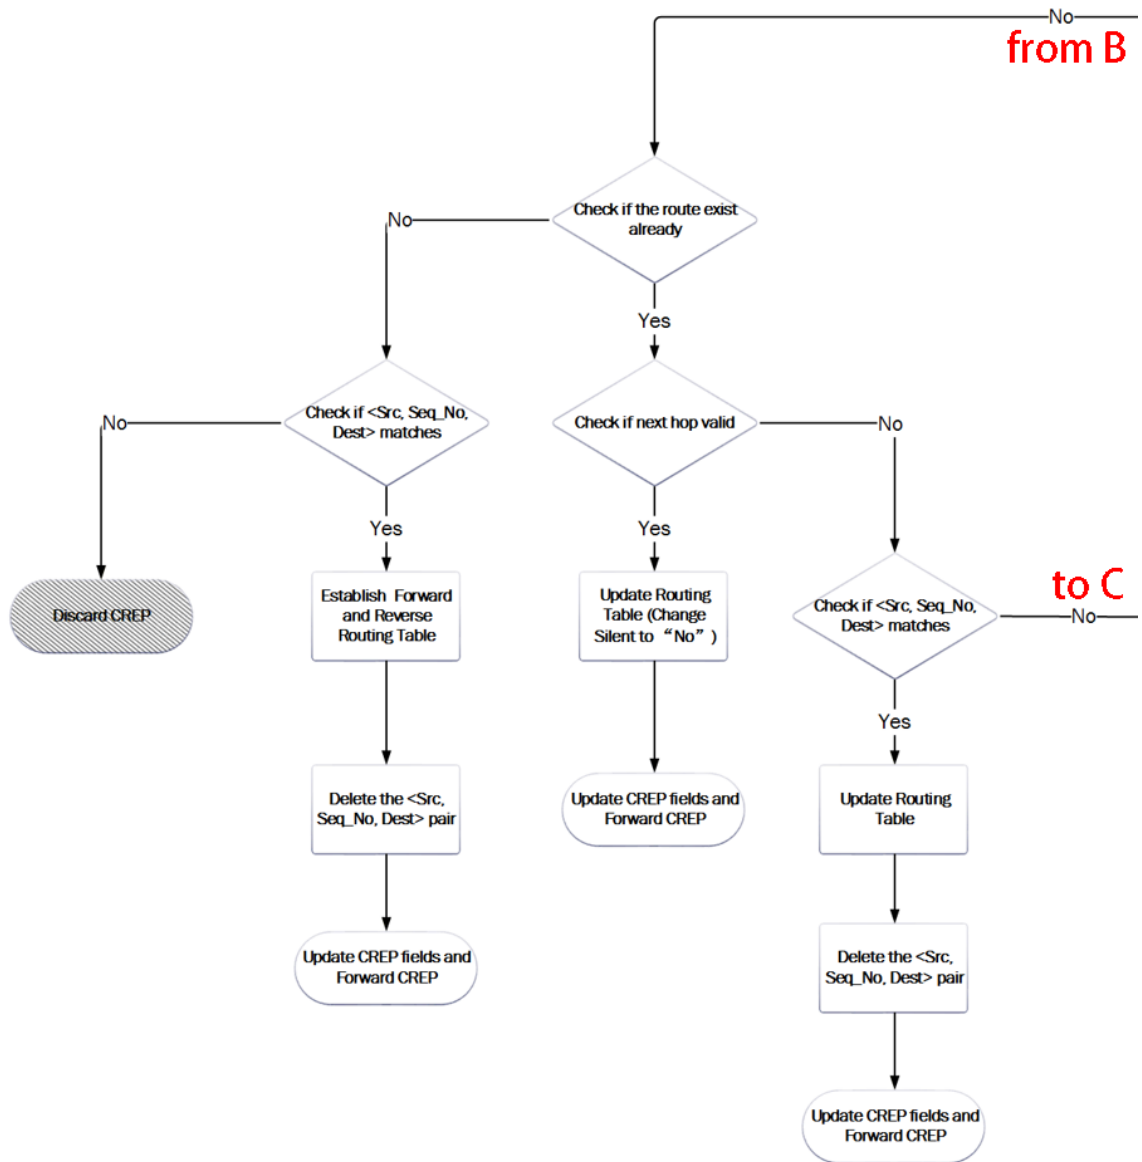 No
from B
Check if the route exist
already
No
Yes
Check if <Src, Seq_No,
Dest> matches
Check if next hop valid
No
No
Yes
Yes
Discard CREP
Establish Forward
and Reverse
Routing Table
Update Routing
Table (Change
Silent to “No” )
Check if <Src, Seq_No,
Dest> matches
to C
No
Yes
Delete the <Src,
Seq_No, Dest> pair
Update CREP fields and
Forward CREP
Update Routing
Table
Update CREP fields and
Forward CREP
Delete the <Src,
Seq_No, Dest> pair
Update CREP fields and
Forward CREP